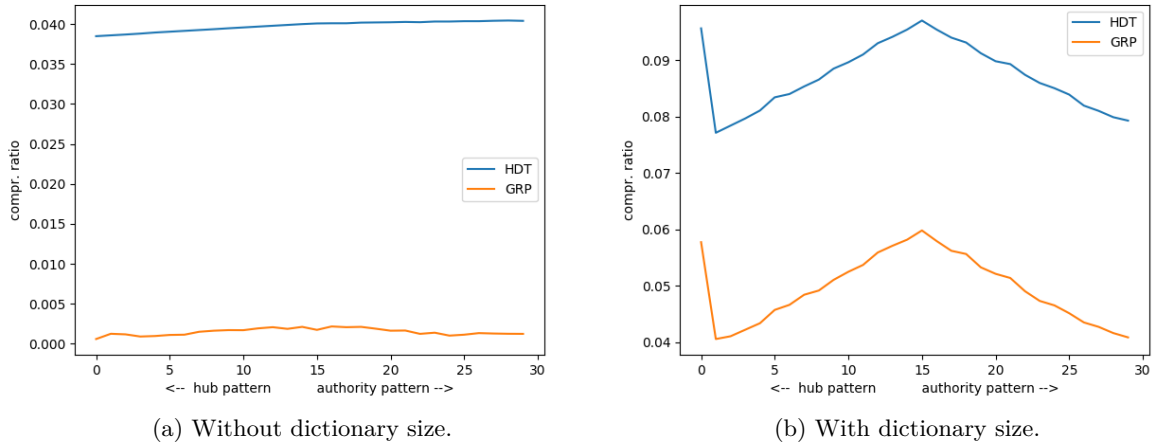 0.040
0.035
0.030
0.025
0.020
0.015
0.010
0.005
0.000
compr. ratio
HDT
GRP
0 5 10 15 20 25 30
<-- hub pattern authority pattern -->
(a) Without dictionary size.
0.09
0.08
0.07
0.06
0.05
0.04
compr. ratio
HDT
GRP
0 5 10 15 20 25 30
<-- hub pattern authority pattern -->
(b) With dictionary size.